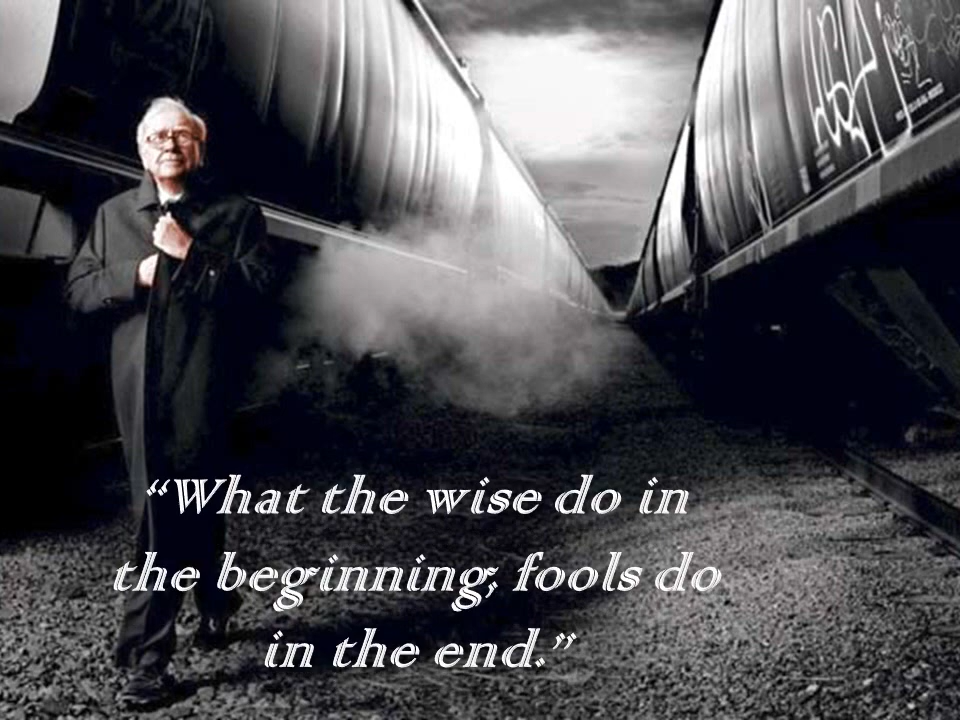 “What the wise do in
the beginning; fools do
in the end.”